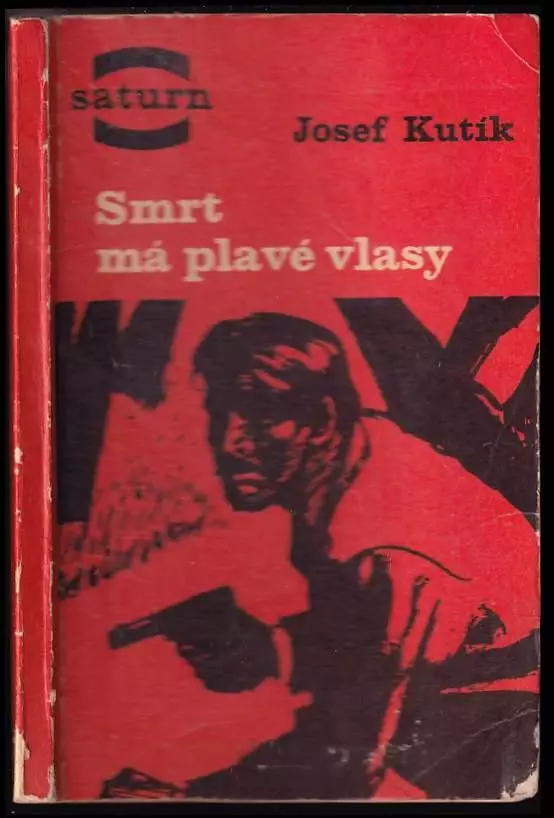 saturn
Josef Kutík
Smrt
má plavé vlasy